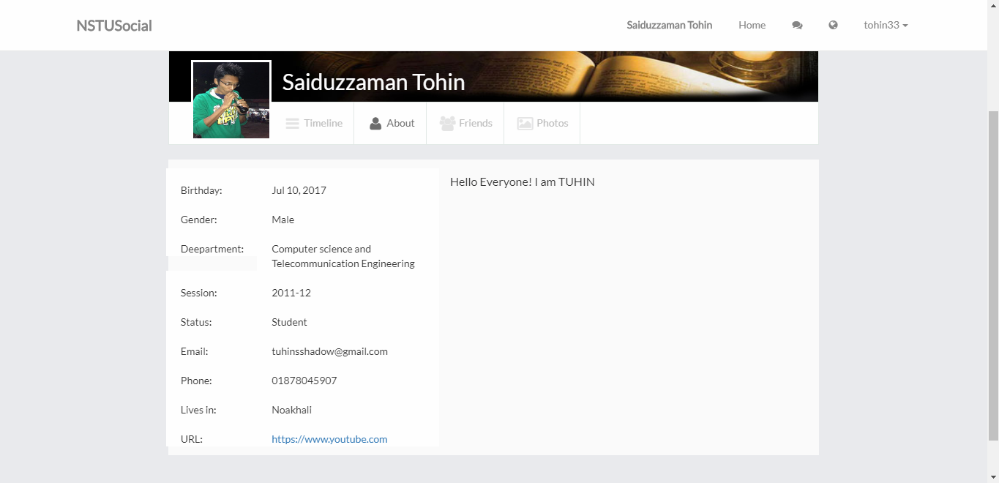 NSTUSocial
Saiduzzaman Tohin Home tohin33
Saiduzzaman Tohin
Timeline About Friends Photos
Hello Everyone! I am TUHIN
Birthday: Jul 10, 2017
Gender: Male
Deepartment: Computer science and
Telecommunication Engineering
Session: 2011-12
Status: Student
Email: tuhinsshadow@gmail.com
Phone: 01878045907
Lives in: Noakhali
URL: https://www.youtube.com